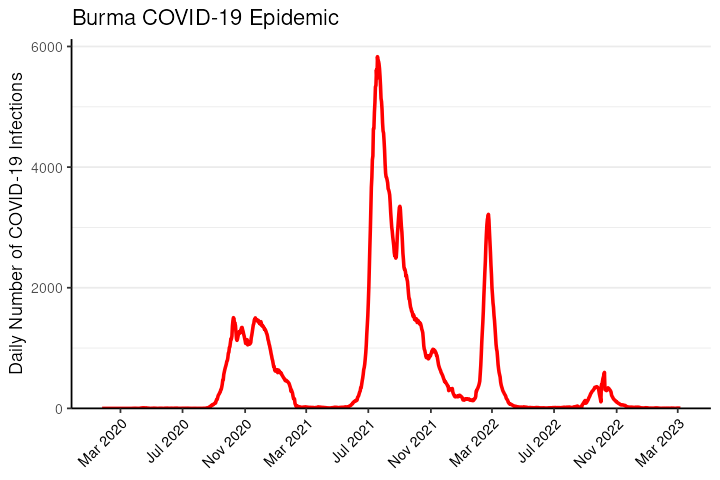 Burma COVID-19 Epidemic
Daily Number of COVID-19 Infections
6000
4000
2000
0
Mar 2020
Jul 2020
Nov 2020
Mar 2021
Jul 2021
Nov 2021
Mar 2022
Jul 2022
Nov 2022
Mar 2023